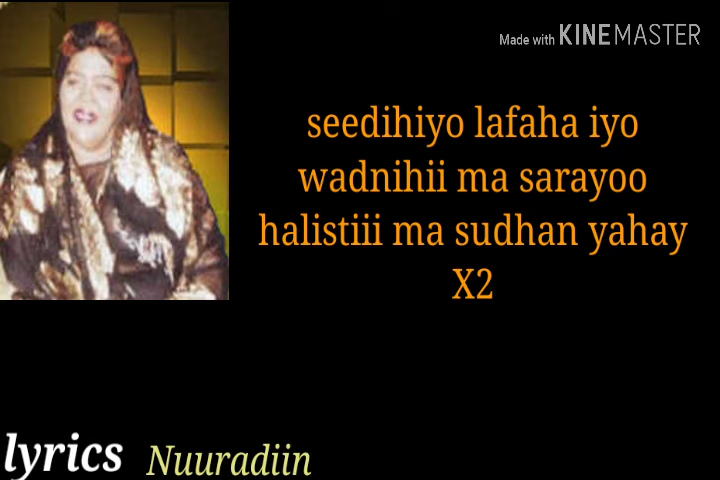 Made with KINEMASTER
seedihiyo lafaha iyo
wadnihii ma sarayoo
halistiii ma sudhan yahay
X2
lyrics Nuuradiin